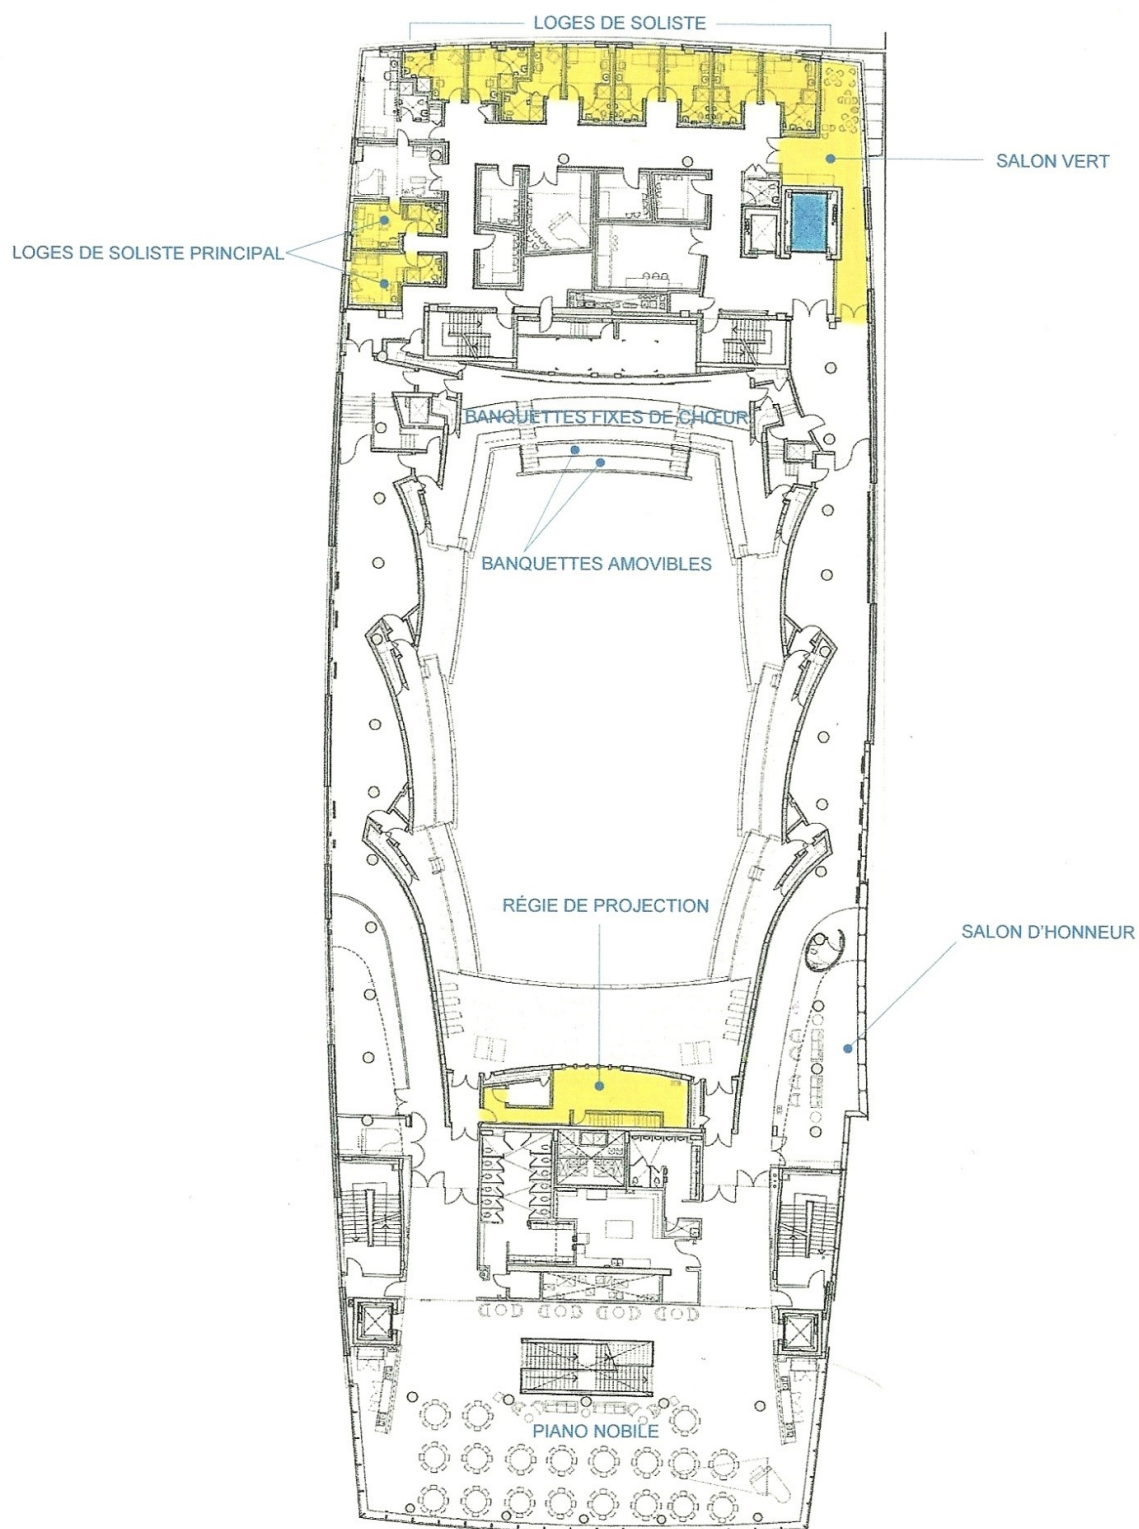 LOGES DE SOLISTE
SALON VERT
LOGES DE SOLISTE PRINCIPAL
BANQUETTES FIXES DE CHŒUR
BANQUETTES AMOVIBLES
RÉGIE DE PROJECTION
SALON D'HONNEUR
PIANO NOBILE